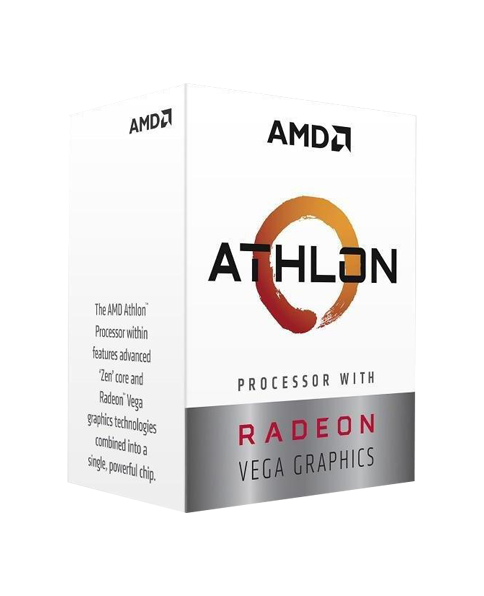 AMD
The AMD Athlon™
Processor within
features advanced
'Zen' core and
Radeon™ Vega
graphics technologies
combined into a
single, powerful chip.
AMD
ATHLON
PROCESSOR WITH
RADEON
VEGA GRAPHICS